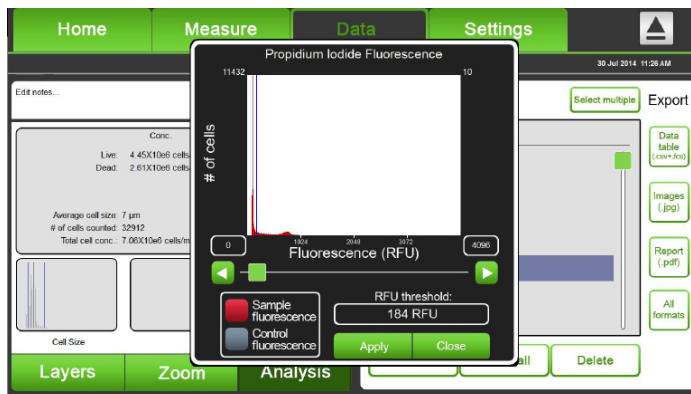 Home
Measure
Data
Settings
30 Jul 2014 11:26 AM
Edit notes...
Select multiple
Export
Conc.
Live: 4.45X10e6 cells
Dead: 2.61X10e6 cells
Average cell size: 7 µm
# of cells counted: 32912
Total cell conc.: 7.06X10e6 cells/m
Cell Size
Propidium Iodide Fluorescence
11432
10
# of cells
0
1024
2048
3072
4096
Fluorescence (RFU)
Sample
fluorescence
Control
fluorescence
RFU threshold:
184 RFU
Apply
Close
Data
table
(.csv+.fcs)
Images
(.jpg)
Report
(.pdf)
All
formats
all
Delete
Layers
Zoom
Analysis